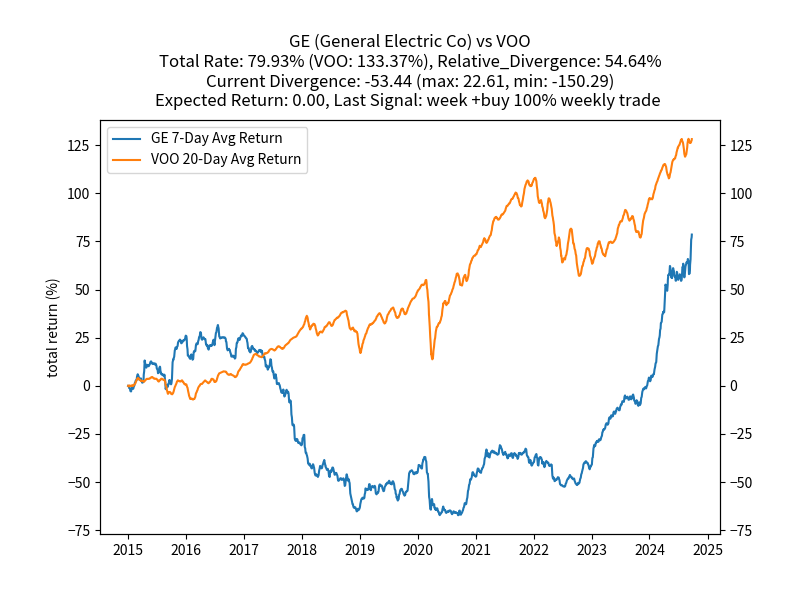 GE (General Electric Co) vs VOO
Total Rate: 79.93% (VOO: 133.37%), Relative_Divergence: 54.64%
Current Divergence: -53.44 (max: 22.61, min: -150.29)
Expected Return: 0.00, Last Signal: week +buy 100% weekly trade
GE 7-Day Avg Return
VOO 20-Day Avg Return
total return (%)
125
100
75
50
25
0
−25
−50
−75
125
100
75
50
25
0
−25
−50
−75
2015 2016 2017 2018 2019 2020 2021 2022 2023 2024 2025